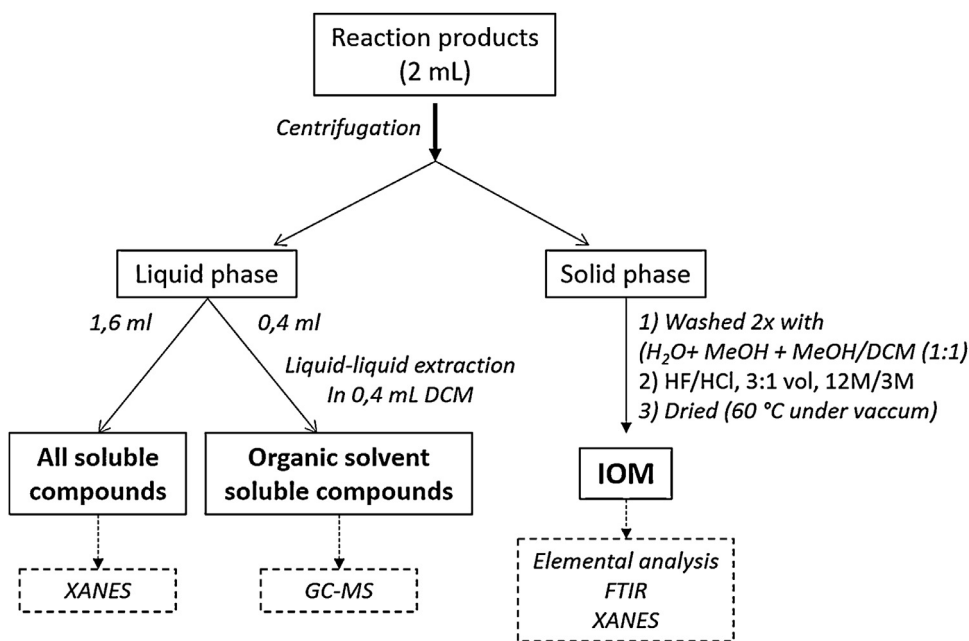 Reaction products
(2 mL)
Centrifugation
Liquid phase
Solid phase
1,6 ml
0,4 ml
Liquid-liquid extraction
In 0,4 mL DCM
1) Washed 2x with
(H₂O+ MeOH + MeOH/DCM (1:1)
2) HF/HCl, 3:1 vol, 12M/3M
3) Dried (60 °C under vaccum)
All soluble
compounds
Organic solvent
soluble compounds
IOM
XANES
GC-MS
Elemental analysis
FTIR
XANES